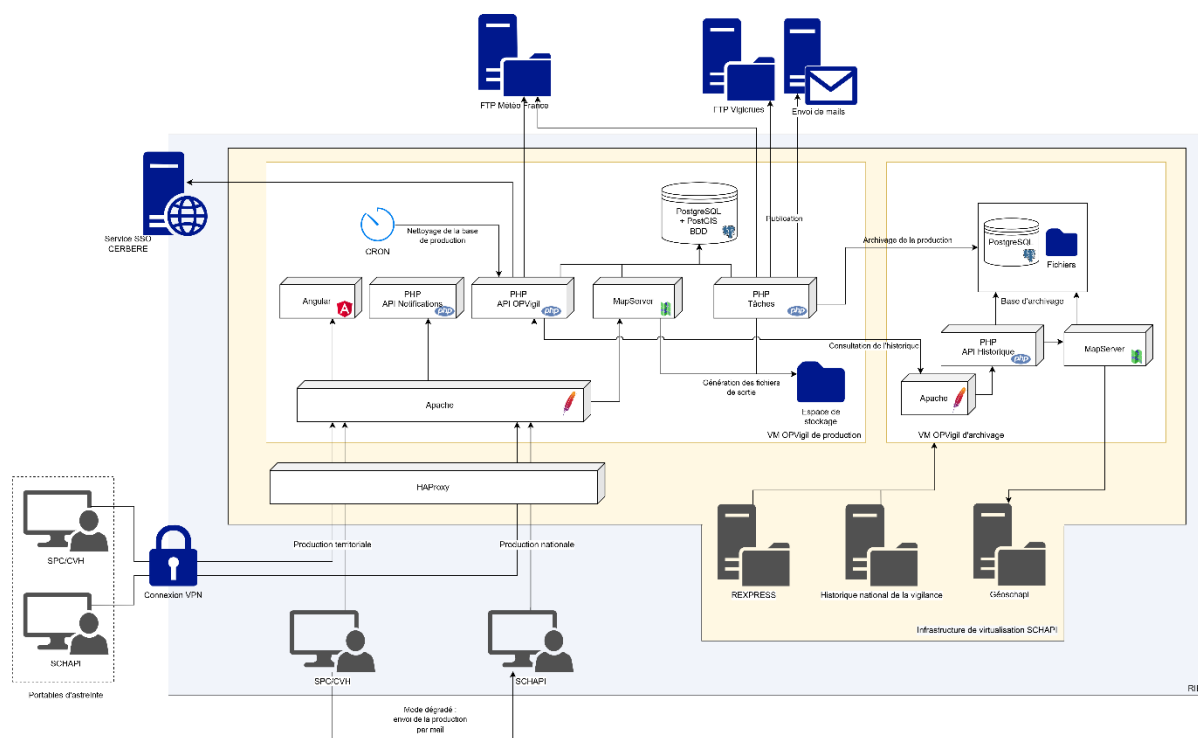 FTP Météo France
FTP Vigicrues
Envoi de mails
Service SSO
CERBERE
CRON
Nettoyage de la base
de production
PostgreSQL
+ PostGIS
BDD
Publication
Archivage de la production
PostgreSQL
Fichiers
Base d'archivage
Angular
PHP
API Notifications
php
PHP
API OPVigil
php
MapServer
PHP
Tâches
php
Consultation de l'historique
PHP
API Historique
php
MapServer
Génération des fichiers
de sortie
Espace de
stockage
Apache
Apache
VM OPVigil de production
VM OPVigil d'archivage
HAProxy
SPC/CVH
Connexion VPN
Production territoriale
Production nationale
SCHAPI
Portables d'astreinte
SPC/CVH
SCHAPI
REXPRESS
Historique national de la vigilance
Géoschapi
Infrastructure de virtualisation SCHAPI
Mode dégradé :
envoi de la production
par mail